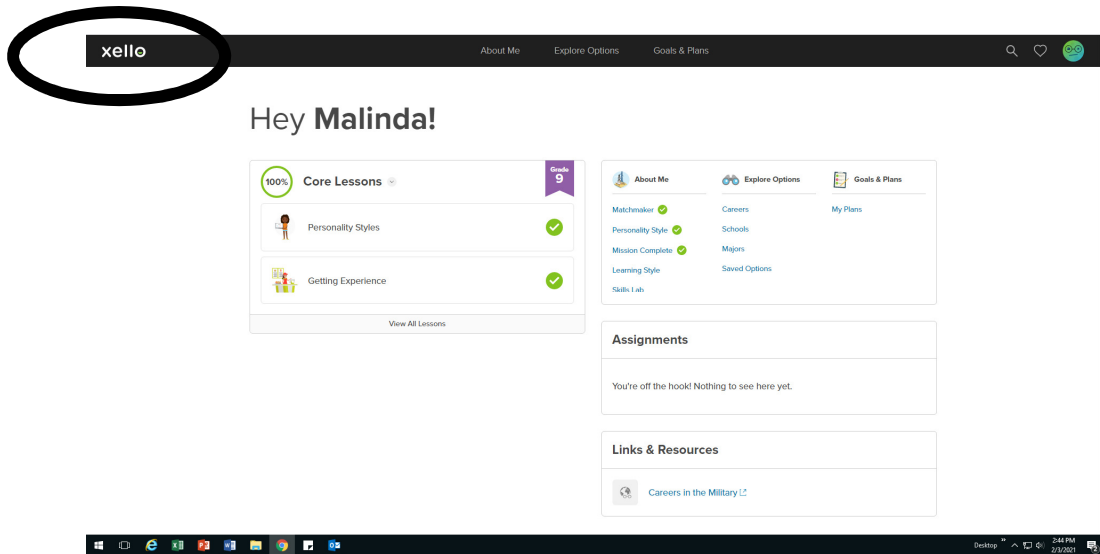 xello
About Me Explore Options Goals & Plans
Hey Malinda!
100% Core Lessons
Grade
9
Personality Styles
Getting Experience
View All Lessons
About Me
Matchmaker
Personality Style
Mission Complete
Learning Style
Skills Lab
Explore Options
Careers
Schools
Majors
Saved Options
Goals & Plans
My Plans
Assignments
You're off the hook! Nothing to see here yet.
Links & Resources
Careers in the Military
Desktop
2:44 PM
2/3/2021